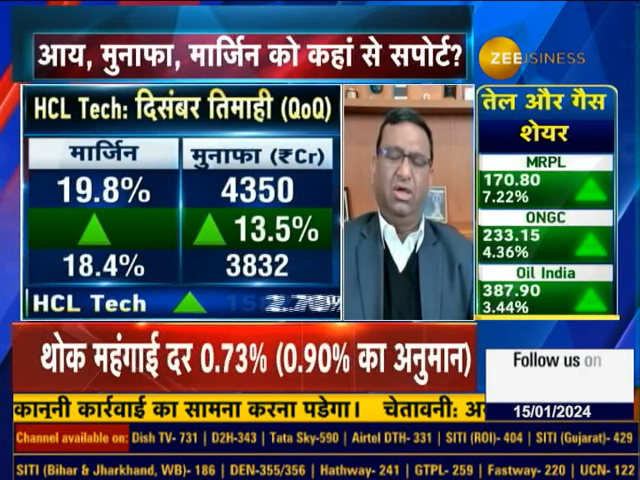 आय, मुनाफा, मार्जिन को कहां से सपोर्ट?
ZEE BUSINESS
HCL Tech: दिसंबर तिमाही (QoQ)
मार्जिन मुनाफा (₹Cr)
19.8% 4350
13.5%
18.4% 3832
HCL Tech
तेल और गैस
शेयर
MRPL
170.80
7.22%
ONGC
233.15
4.36%
Oil India
387.90
3.44%
थोक महंगाई दर 0.73% (0.90% का अनुमान)
Follow us on
कानूनी कार्रवाई का सामना करना पड़ेगा। चेतावनी:
15/01/2024
Channel available on: Dish TV- 731 | D2H-343 | Tata Sky-590 | Airtel DTH- 331 | SITI (ROI)- 404 | SITI (Gujarat)- 429
SITI (Bihar & Jharkhand, WB)- 186 | DEN-355/356 | Hathway- 241 | GTPL- 259 | Fastway- 220 | UCN- 122